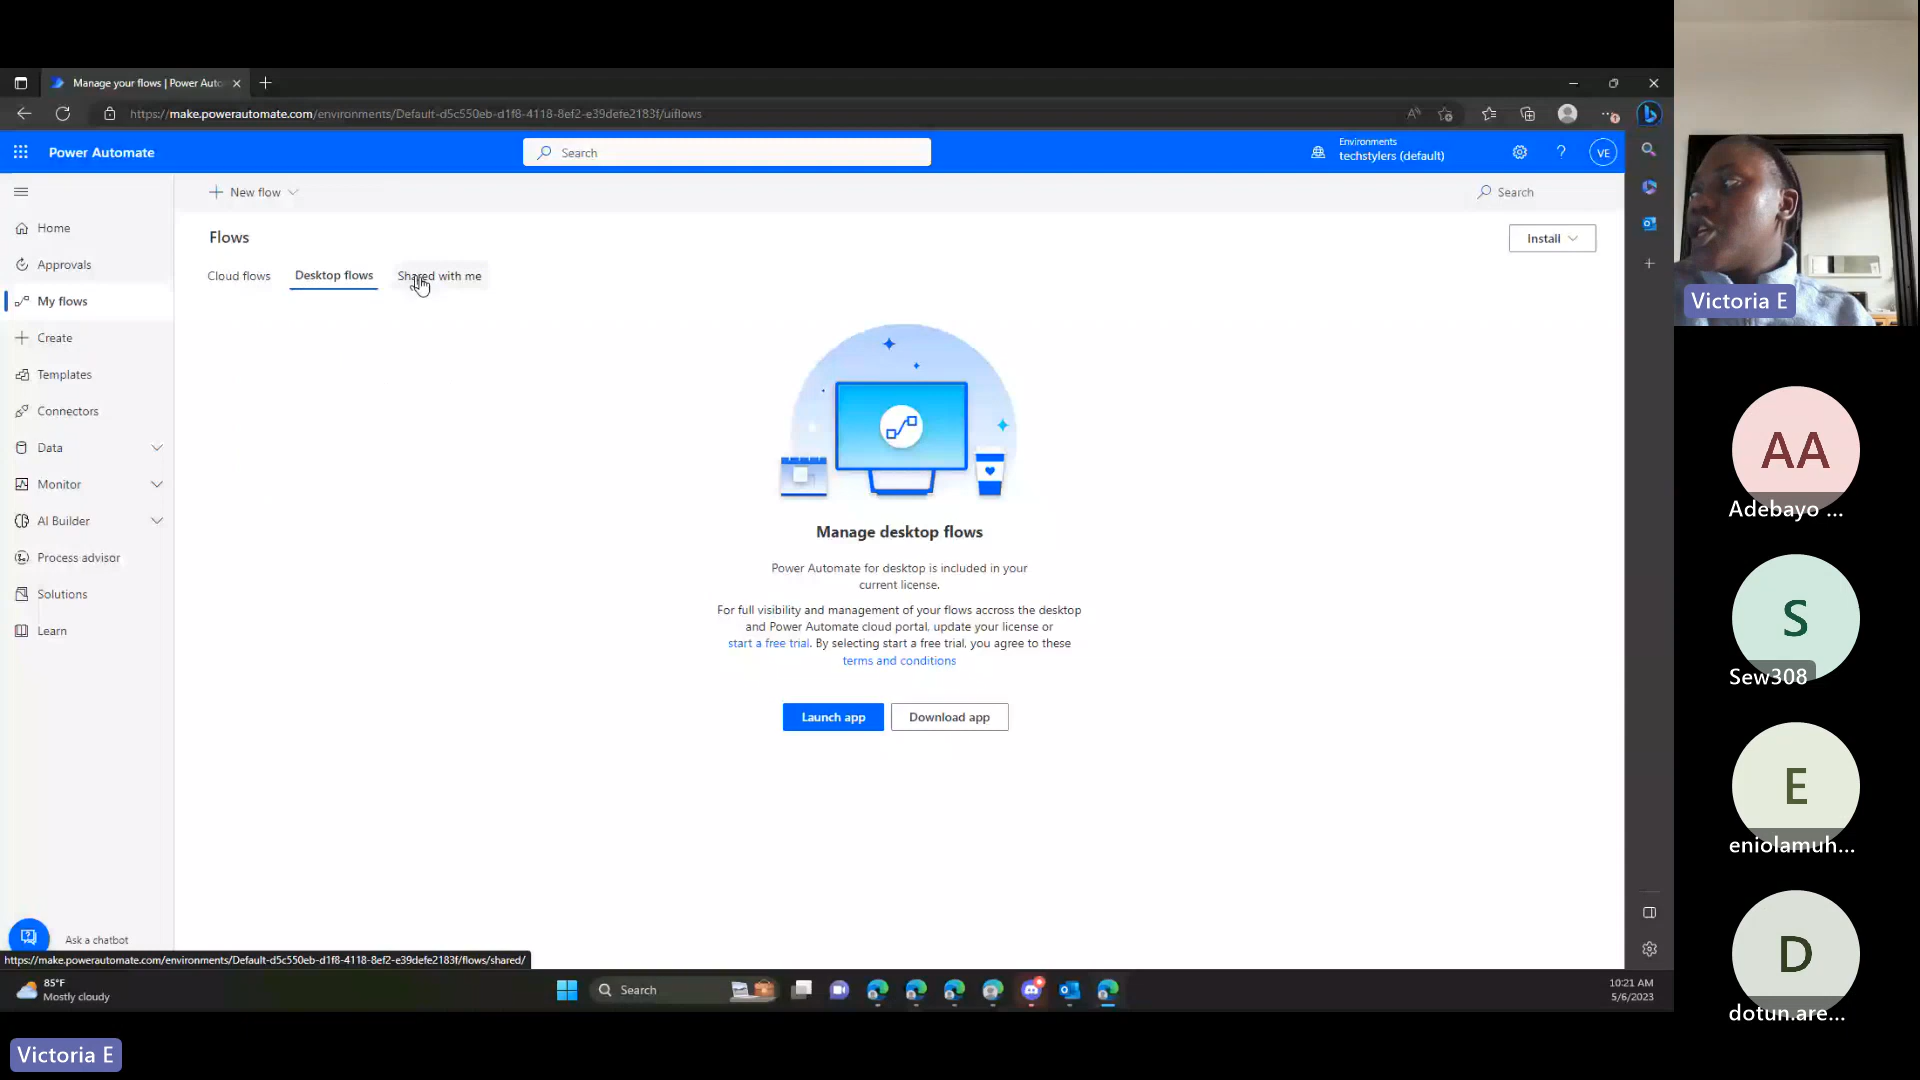 Manage your flows | Power Auto
https://make.powerautomate.com/environments/Default-d5c550eb-d1f8-4118-8ef2-e39defe2183f/uiflows
Power Automate
Search
Environments
techstylers (default)
VE
New flow
Search
Home
Approvals
My flows
Create
Templates
Connectors
Data
Monitor
AI Builder
Process advisor
Solutions
Learn
Ask a chatbot
Flows
Install
Cloud flows
Desktop flows
Shared with me
Manage desktop flows
Power Automate for desktop is included in your
current license.
For full visibility and management of your flows accross the desktop
and Power Automate cloud portal, update your license or
start a free trial. By selecting start a free trial, you agree to these
terms and conditions
Launch app
Download app
https://make.powerautomate.com/environments/Default-d5c550eb-d1f8-4118-8ef2-e39defe2183f/flows/shared/
85°F
Mostly cloudy
Search
10:21 AM
5/6/2023
Victoria E
Victoria E
AA
Adebayo ...
S
Sew308
E
eniolamuh...
D
dotun.are...